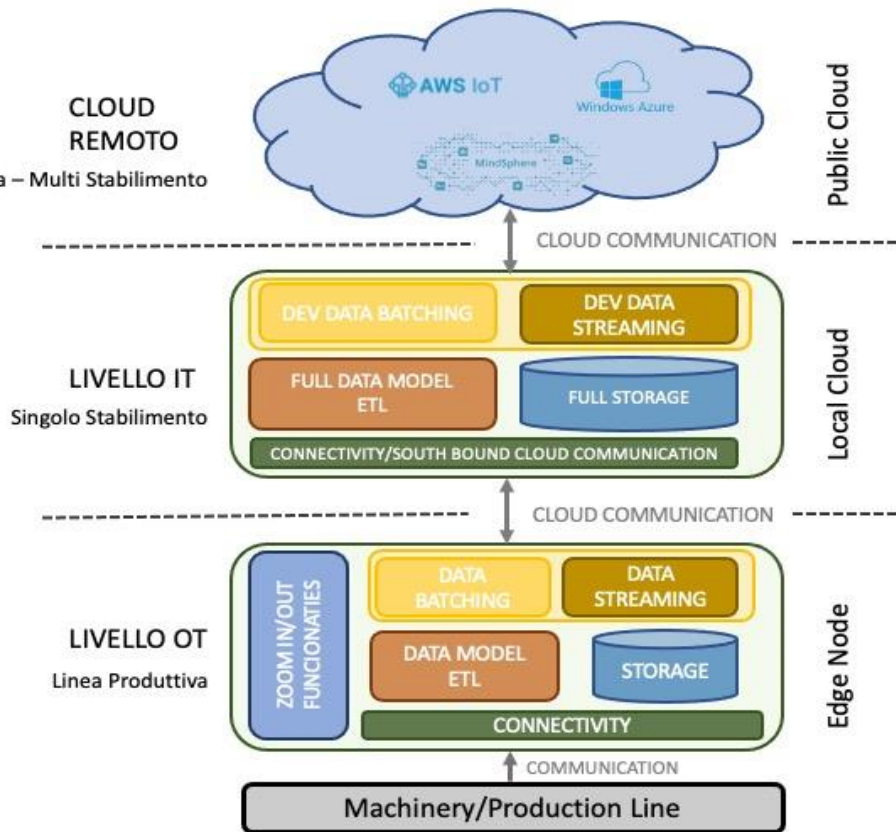 AWS IoT
Windows Azure
MindSphere
CLOUD
REMOTO
a – Multi Stabilimento
Public Cloud
CLOUD COMMUNICATION
DEV DATA BATCHING
DEV DATA
STREAMING
LIVELLO IT
Singolo Stabilimento
FULL DATA MODEL
ETL
FULL STORAGE
CONNECTIVITY/SOUTH BOUND CLOUD COMMUNICATION
Local Cloud
CLOUD COMMUNICATION
ZOOM IN/OUT
FUNCIONATIES
DATA
BATCHING
DATA
STREAMING
LIVELLO OT
Linea Produttiva
DATA MODEL
ETL
STORAGE
CONNECTIVITY
Edge Node
COMMUNICATION
Machinery/Production Line